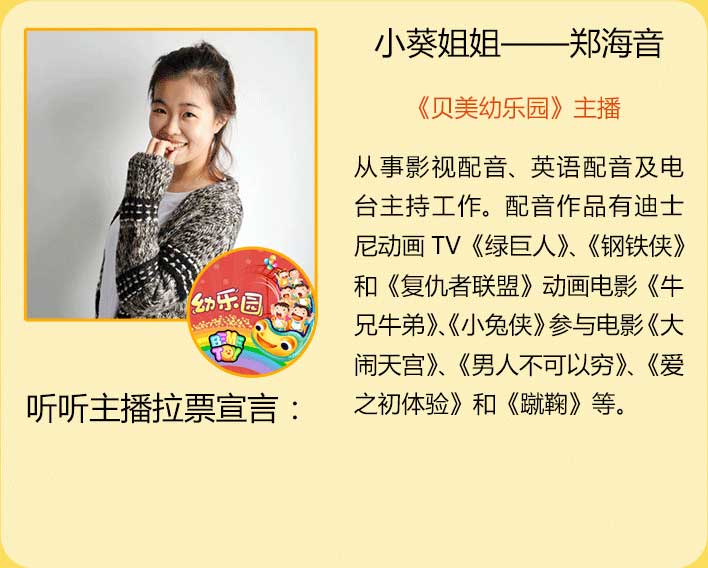 小葵姐姐——郑海音
《贝美幼乐园》主播
从事影视配音、英语配音及电
台主持工作。配音作品有迪士
尼动画 TV《绿巨人》、《钢铁侠》
和《复仇者联盟》动画电影《牛
兄牛弟》、《小兔侠》参与电影《大
闹天宫》、《男人不可以穷》、《爱
之初体验》和《蹴鞠》等。
幼乐园
BEME
TOY
听听主播拉票宣言：